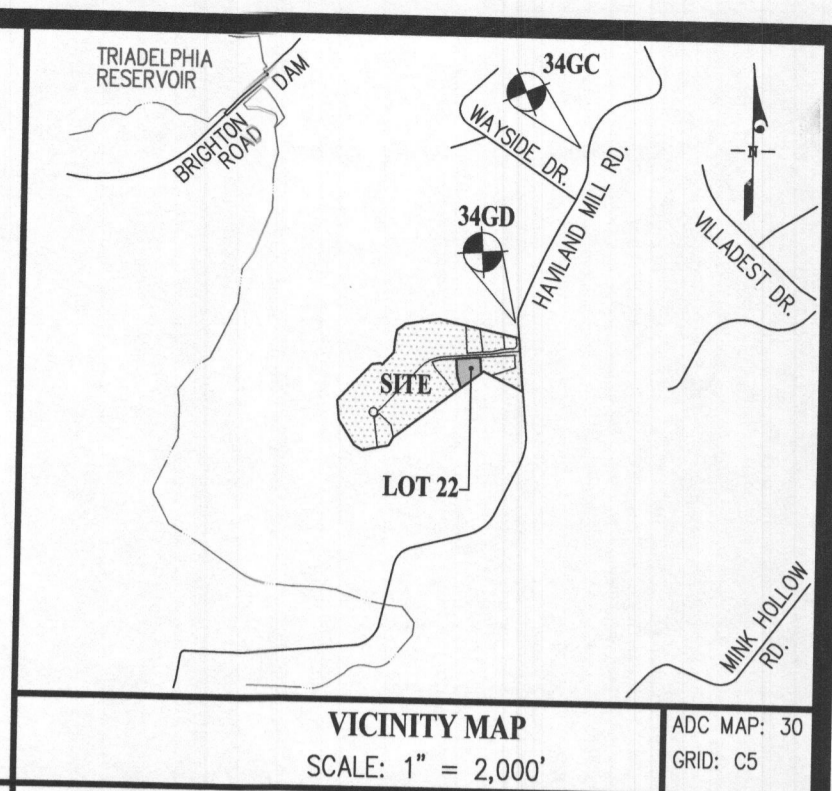 TRIADELPHIA
RESERVOIR
BRIGHTON DAM
ROAD
34GC
WAYSIDE DR.
HAVILAND MILL RD.
N
34GD
VILLADEST DR.
SITE
LOT 22
MINK HOLLOW
RD.
VICINITY MAP
SCALE: 1" = 2,000'
ADC MAP: 30
GRID: C5